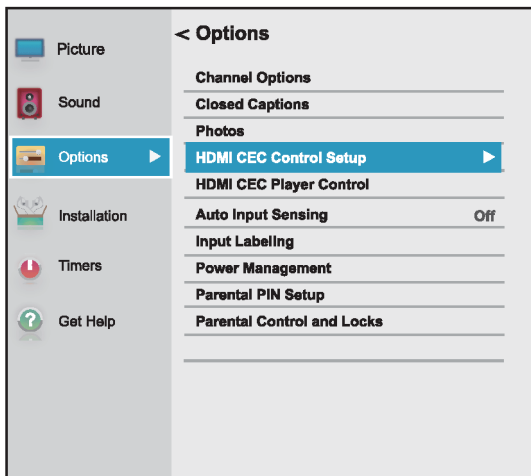 Picture
Sound
Options
Installation
Timers
Get Help
< Options
Channel Options
Closed Captions
Photos
HDMI CEC Control Setup
HDMI CEC Player Control
Auto Input Sensing Off
Input Labeling
Power Management
Parental PIN Setup
Parental Control and Locks